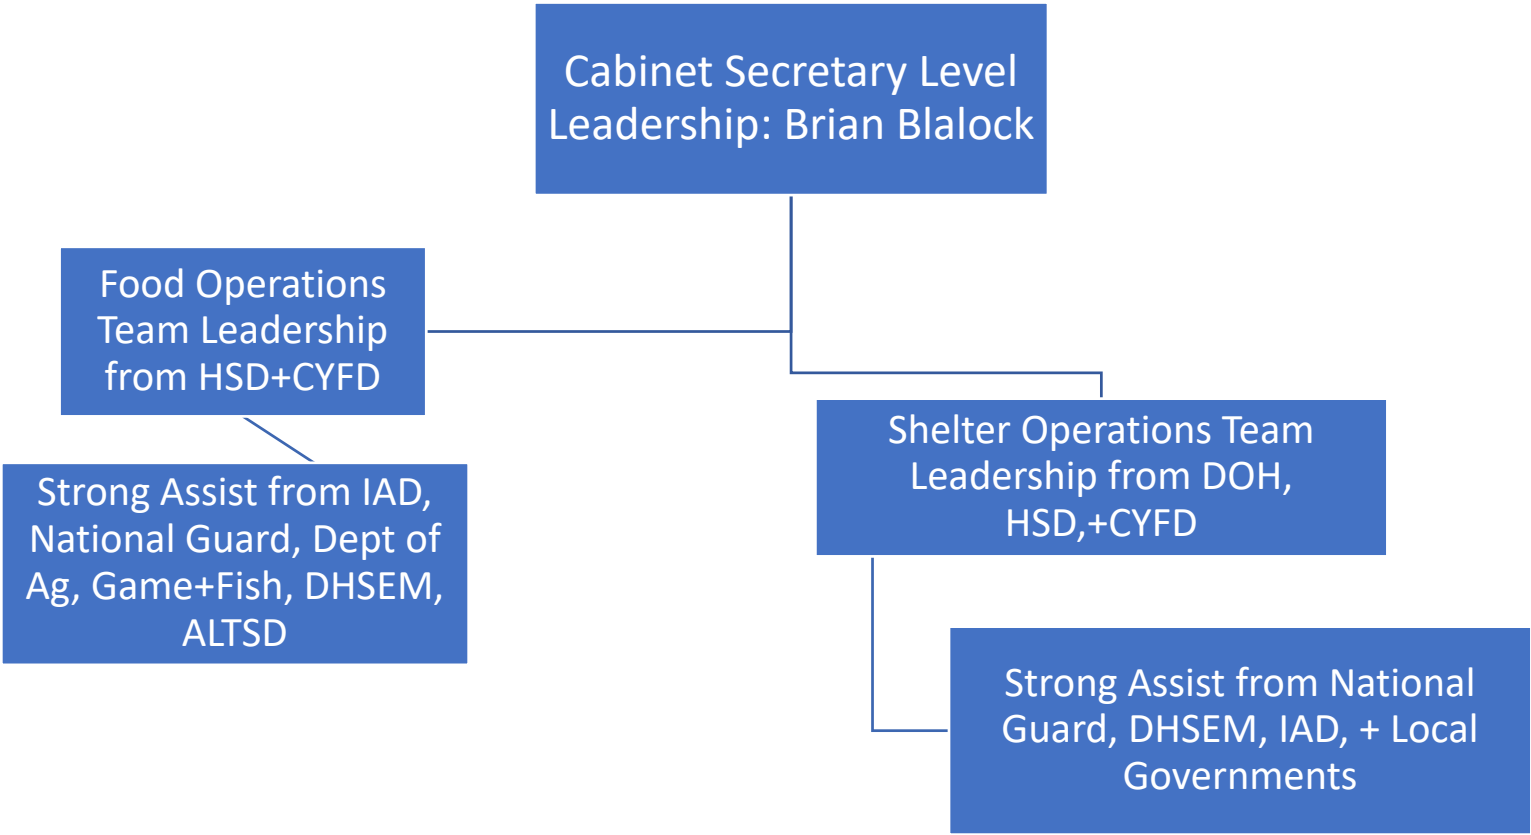 Cabinet Secretary Level
Leadership: Brian Blalock
Food Operations
Team Leadership
from HSD+CYFD
Strong Assist from IAD,
National Guard, Dept of
Ag, Game+Fish, DHSEM,
ALTSD
Shelter Operations Team
Leadership from DOH,
HSD,+CYFD
Strong Assist from National
Guard, DHSEM, IAD, + Local
Governments